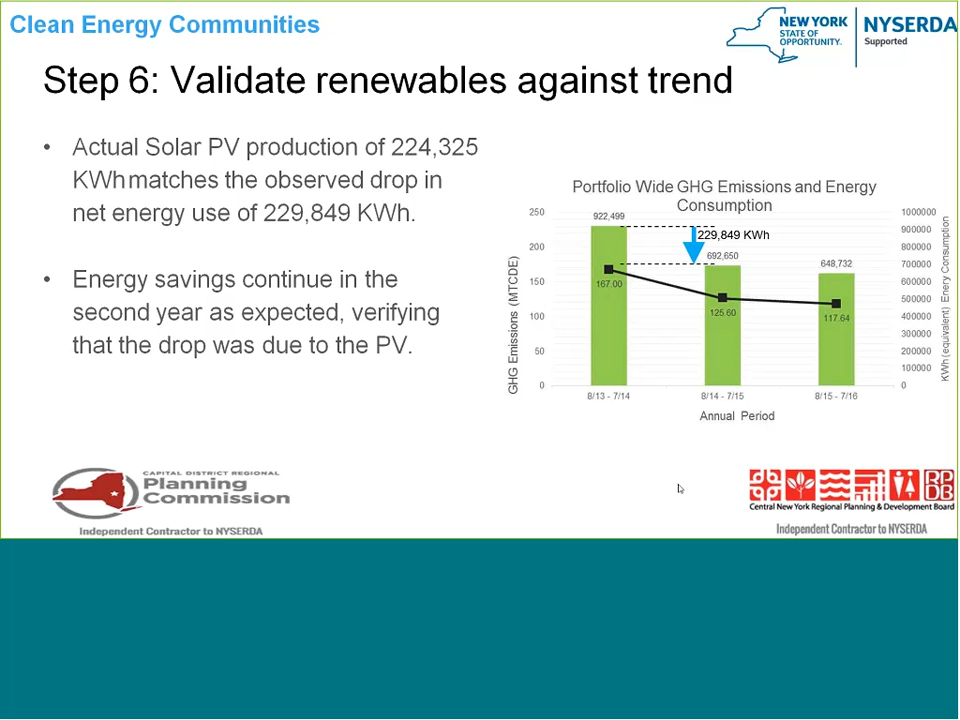 Clean Energy Communities
NEW YORK
STATE OF
OPPORTUNITY.
NYSERDA
Supported
Step 6: Validate renewables against trend
• Actual Solar PV production of 224,325
KWh matches the observed drop in
net energy use of 229,849 KWh.
• Energy savings continue in the
second year as expected, verifying
that the drop was due to the PV.
Portfolio Wide GHG Emissions and Energy
Consumption
GHG Emissions (MTCDE)
250
200
150
100
50
0
922,499
229,849 KWh
692,650
648,732
167.00
125.60
117.64
1000000
900000
800000
700000
600000
500000
400000
300000
200000
100000
0
KWh (equivalent) Enery Consumption
8/13 - 7/14
8/14 - 7/15
8/15 - 7/16
Annual Period
CAPITAL DISTRICT REGIONAL
Planning
Commission
Independent Contractor to NYSERDA
RP
DB
Central New York Regional Planning & Development Board
Independent Contractor to NYSERDA